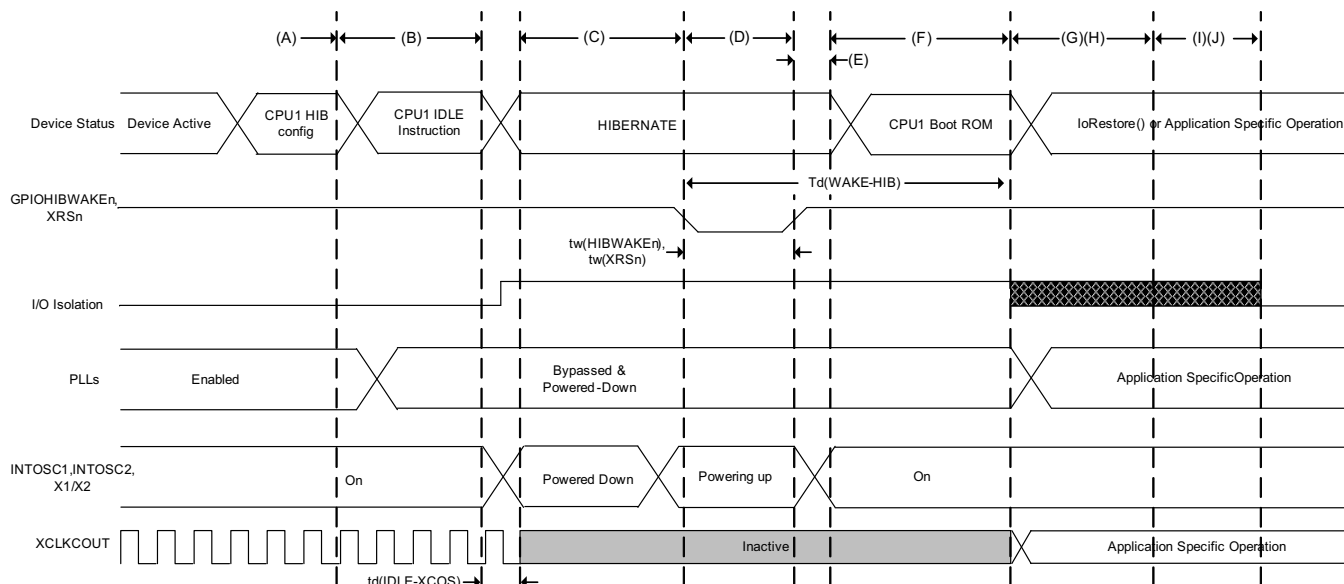 (A)
(B)
(C)
(D)
(E)
(F)
(G)(H)
(I)(J)
Device Status
Device Active
CPU1 HIB
config
CPU1 IDLE
Instruction
HIBERNATE
CPU1 Boot ROM
IoRestore() or Application Specific Operation
Td(WAKE-HIB)
GPIOHIBWAKEn,
XRSn
tw(HIBWAKEn),
tw(XRSn)
I/O Isolation
PLLs
Enabled
Bypassed &
Powered-Down
Application SpecificOperation
INTOSC1,INTOSC2,
X1/X2
On
Powered Down
Powering up
On
XCLKCOUT
Inactive
Application Specific Operation
td(IDLE-XCOS)